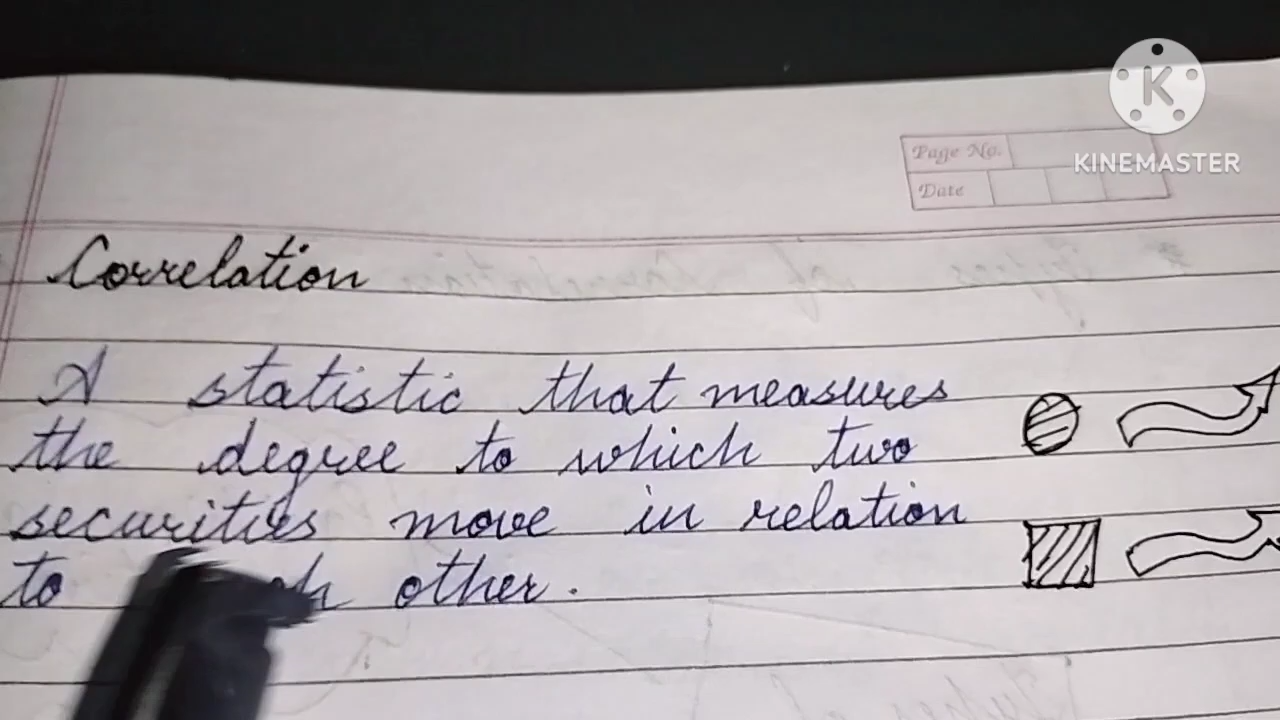 K
KINEMASTER
Page No.
Date
Correlation
A statistic that measures
the degree to which two
securities move in relation
to other.